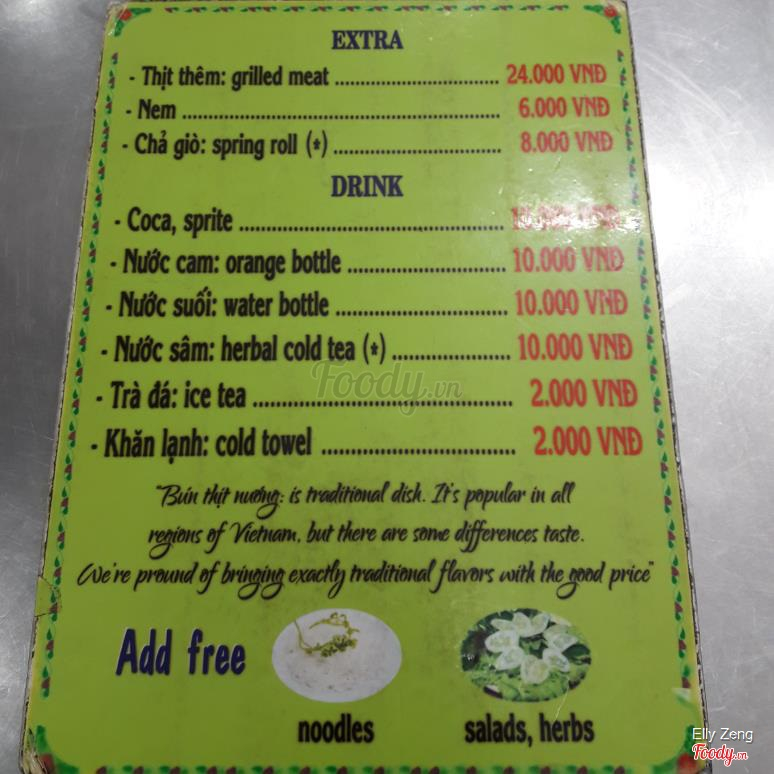 EXTRA
- Thịt thêm: grilled meat ........................................ 24.000 VNĐ
- Nem ........................................ 6.000 VNĐ
- Chả giò: spring roll (*) ........................................ 8.000 VNĐ
DRINK
- Coca, sprite ........................................ VNĐ
- Nước cam: orange bottle ........................................ 10.000 VNĐ
- Nước suối: water bottle ........................................ 10.000 VNĐ
- Nước sâm: herbal cold tea (*) ........................................ 10.000 VNĐ
- Trà đá: ice tea ........................................ 2.000 VNĐ
- Khăn lạnh: cold towel ........................................ 2.000 VNĐ
"Bún thịt nướng: is traditional dish. It's popular in all
regions of Vietnam, but there are some differences taste.
We're pround of bringing exactly traditional flavors with the good price"
Add free
noodles
salads, herbs
Foody.vn
Elly Zeng
Foody.vn